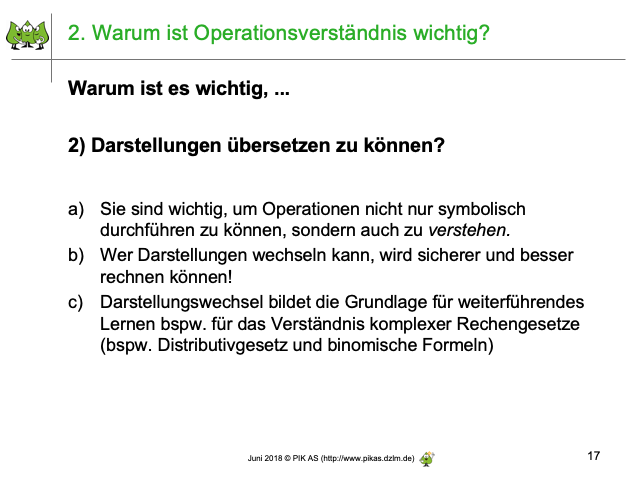 2. Warum ist Operationsverständnis wichtig?
Warum ist es wichtig, ...
2) Darstellungen übersetzen zu können?
a) Sie sind wichtig, um Operationen nicht nur symbolisch
durchführen zu können, sondern auch zu verstehen.
b) Wer Darstellungen wechseln kann, wird sicherer und besser
rechnen können!
c) Darstellungswechsel bildet die Grundlage für weiterführendes
Lernen bspw. für das Verständnis komplexer Rechengesetze
(bspw. Distributivgesetz und binomische Formeln)
Juni 2018 © PIK AS (http://www.pikas.dzlm.de)
17